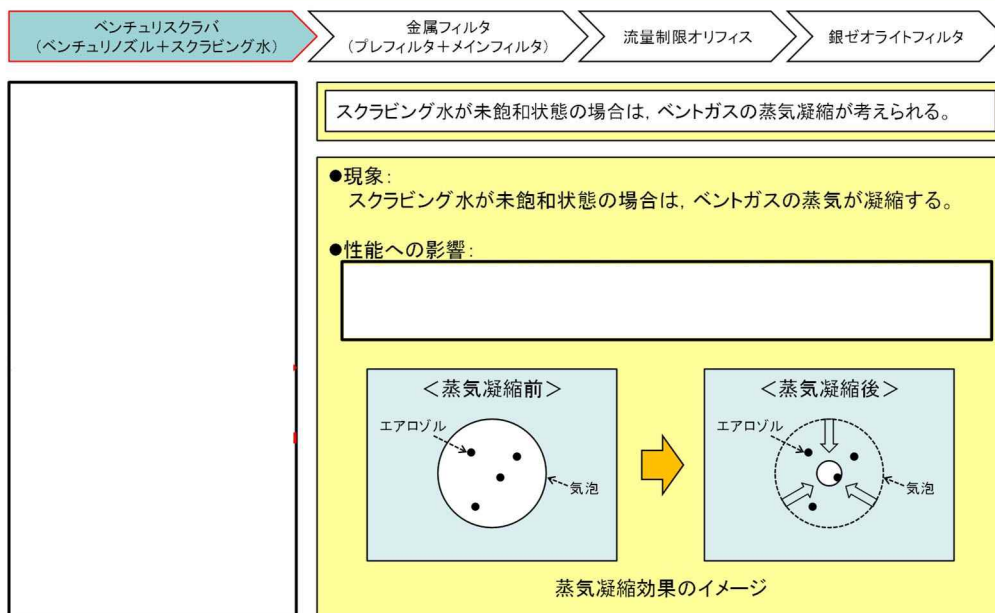 ベンチュリスクラバ
（ベンチュリノズル＋スクラビング水）
金属フィルタ
（プレフィルタ＋メインフィルタ）
流量制限オリフィス
銀ゼオライトフィルタ
スクラビング水が未飽和状態の場合は，ベントガスの蒸気凝縮が考えられる。
●現象：
スクラビング水が未飽和状態の場合は，ベントガスの蒸気が凝縮する。
●性能への影響：
＜蒸気凝縮前＞
エアロゾル
気泡
＜蒸気凝縮後＞
エアロゾル
気泡
蒸気凝縮効果のイメージ